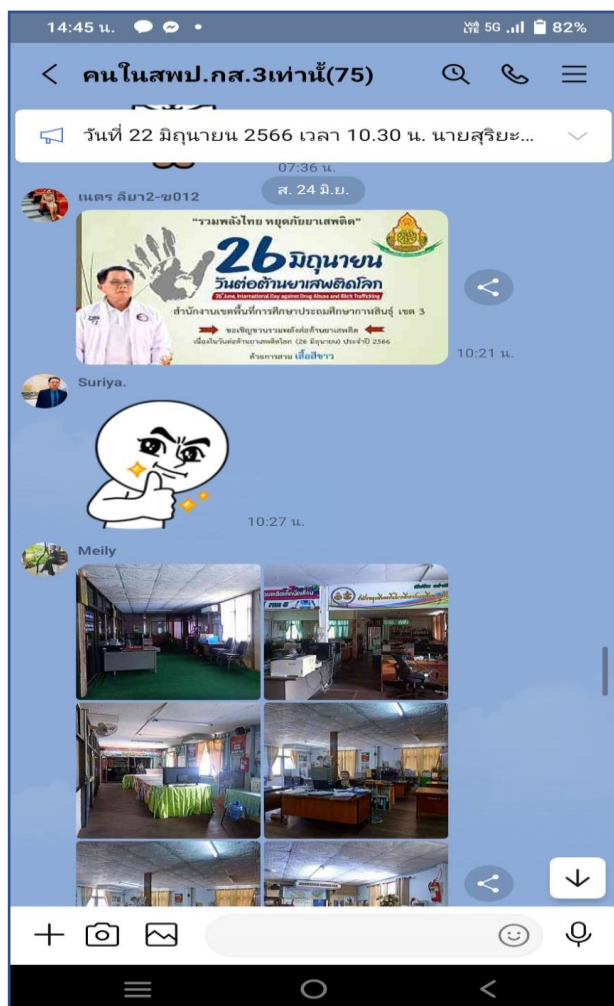 14:45 น.
VoB LTE 5G 82%
คนในสพป.กส.3เท่านั้(75)
วันที่ 22 มิถุนายน 2566 เวลา 10.30 น. นายสุริยะ...
07:36 น.
ส. 24 มิ.ย.
เนตร ลียา2-ฃ012
"รวมพลังไทย หยุดภัยยาเสพติด"
26 มิถุนายน
วันต่อต้านยาเสพติดโลก
26 June, International Day against Drug Abuse and Illicit Trafficking
สำนักงานเขตพื้นที่การศึกษาประถมศึกษากาฬสินธุ์ เขต 3
ขอเชิญชวนรวมพลังต่อต้านยาเสพติด
เนื่องในวันต่อต้านยาเสพติดโลก (26 มิถุนายน) ประจำปี 2566
ด้วยการสวม เสื้อสีขาว
10:21 น.
Suriya.
10:27 น.
Meily